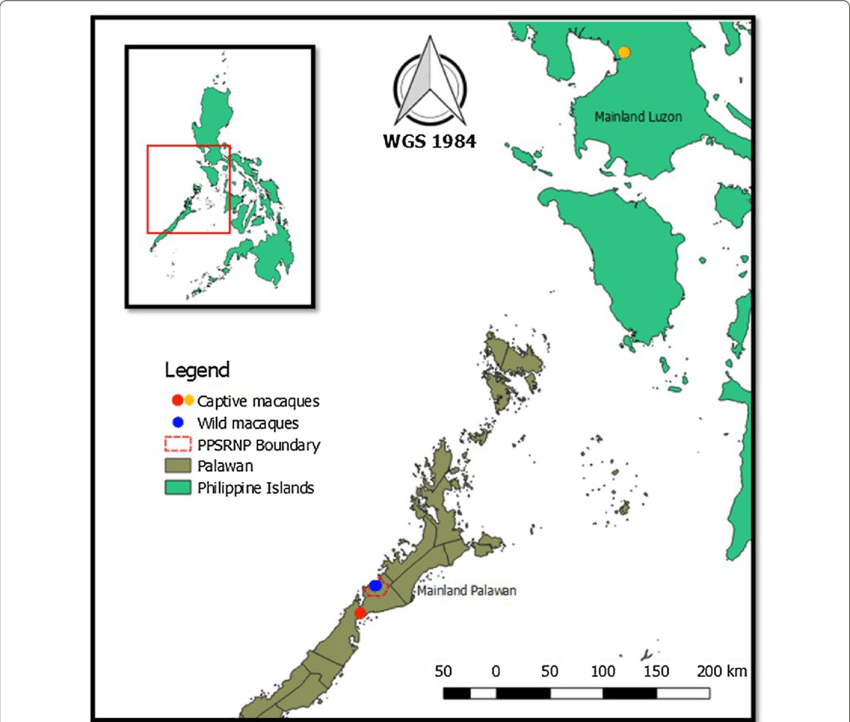 WGS 1984
Mainland Luzon
Legend
Captive macaques
Wild macaques
PPSRNP Boundary
Palawan
Philippine Islands
Mainland Palawan
50 0 50 100 150 200 km